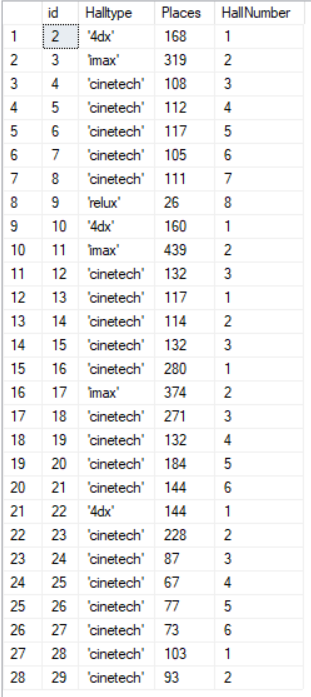 id Halltype Places HallNumber
1 2 '4dx' 168 1
2 3 'imax' 319 2
3 4 'cinetech' 108 3
4 5 'cinetech' 112 4
5 6 'cinetech' 117 5
6 7 'cinetech' 105 6
7 8 'cinetech' 111 7
8 9 'relux' 26 8
9 10 '4dx' 160 1
10 11 'imax' 439 2
11 12 'cinetech' 132 3
12 13 'cinetech' 117 1
13 14 'cinetech' 114 2
14 15 'cinetech' 132 3
15 16 'cinetech' 280 1
16 17 'imax' 374 2
17 18 'cinetech' 271 3
18 19 'cinetech' 132 4
19 20 'cinetech' 184 5
20 21 'cinetech' 144 6
21 22 '4dx' 144 1
22 23 'cinetech' 228 2
23 24 'cinetech' 87 3
24 25 'cinetech' 67 4
25 26 'cinetech' 77 5
26 27 'cinetech' 73 6
27 28 'cinetech' 103 1
28 29 'cinetech' 93 2